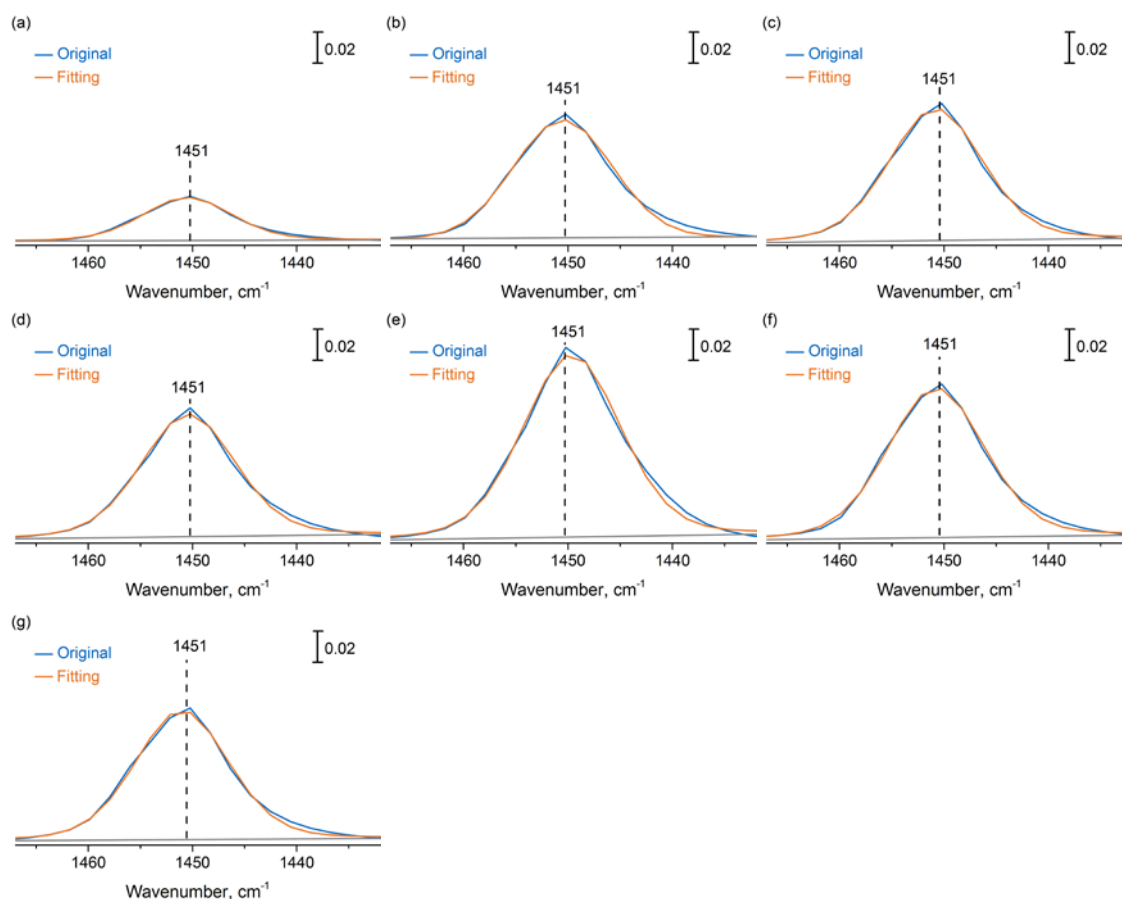 (a)
0.02
Original
Fitting
1451
1460 1450 1440
Wavenumber, cm⁻¹
(b)
0.02
Original
Fitting
1451
1460 1450 1440
Wavenumber, cm⁻¹
(c)
0.02
Original
Fitting
1451
1460 1450 1440
Wavenumber, cm⁻¹
(d)
0.02
Original
Fitting
1451
1460 1450 1440
Wavenumber, cm⁻¹
(e)
0.02
Original
Fitting
1451
1460 1450 1440
Wavenumber, cm⁻¹
(f)
0.02
Original
Fitting
1451
1460 1450 1440
Wavenumber, cm⁻¹
(g)
0.02
Original
Fitting
1451
1460 1450 1440
Wavenumber, cm⁻¹